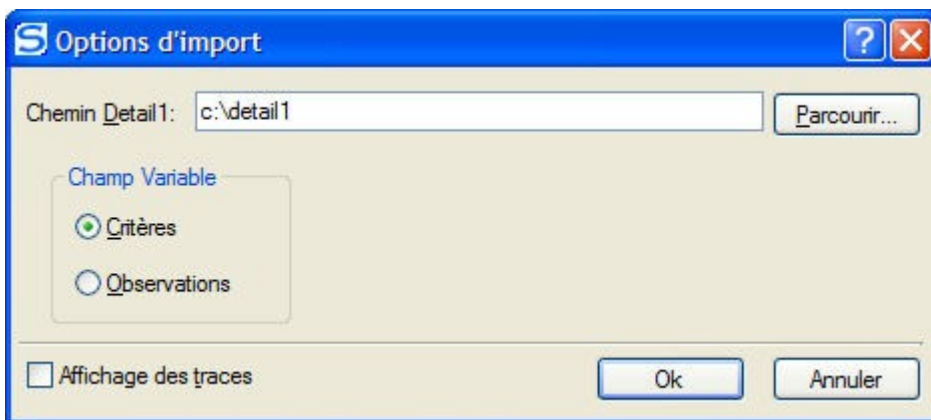 S Options d'import
Chemin Detail1: c:\detail1 Parcourir...
Champ Variable
Critères
Observations
Affichage des traces Ok Annuler